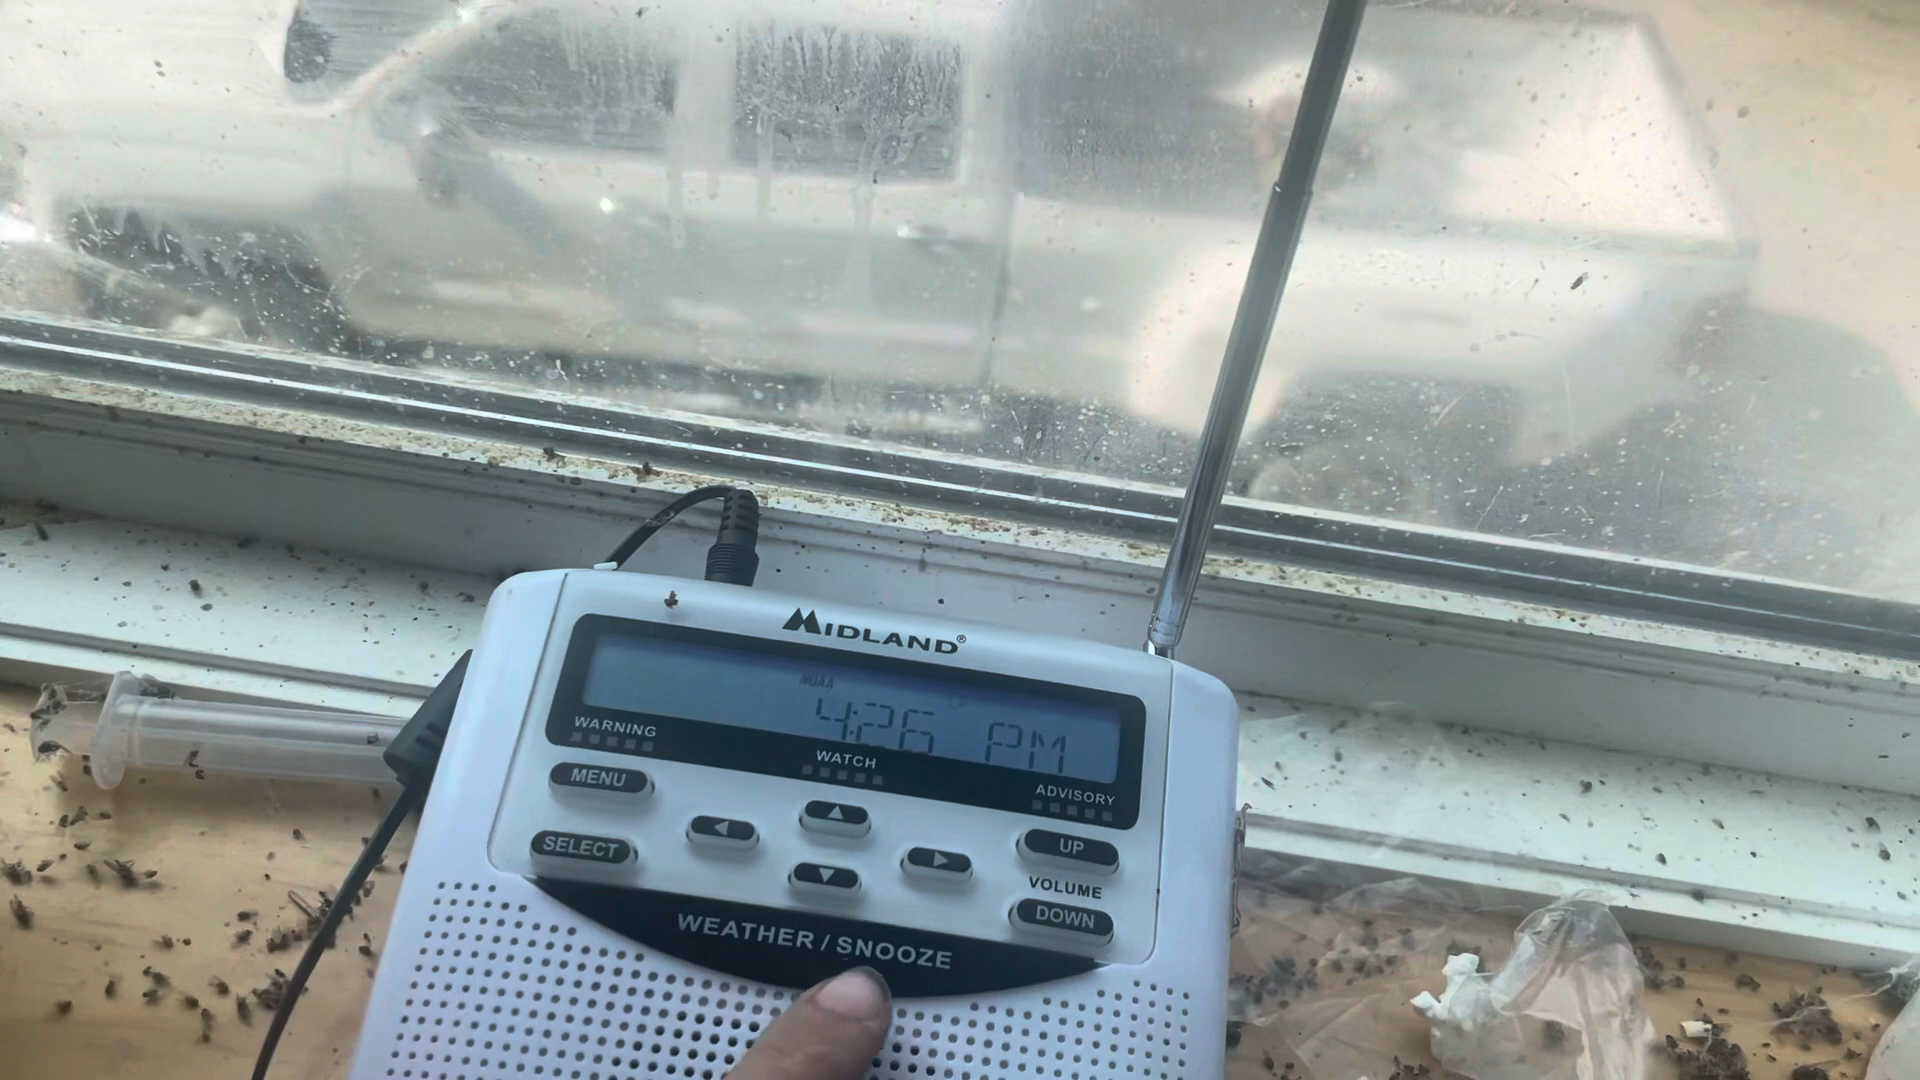 MIDLAND®
NOAA
4:26 PM
WARNING
WATCH
ADVISORY
MENU
SELECT
UP
VOLUME
DOWN
WEATHER / SNOOZE